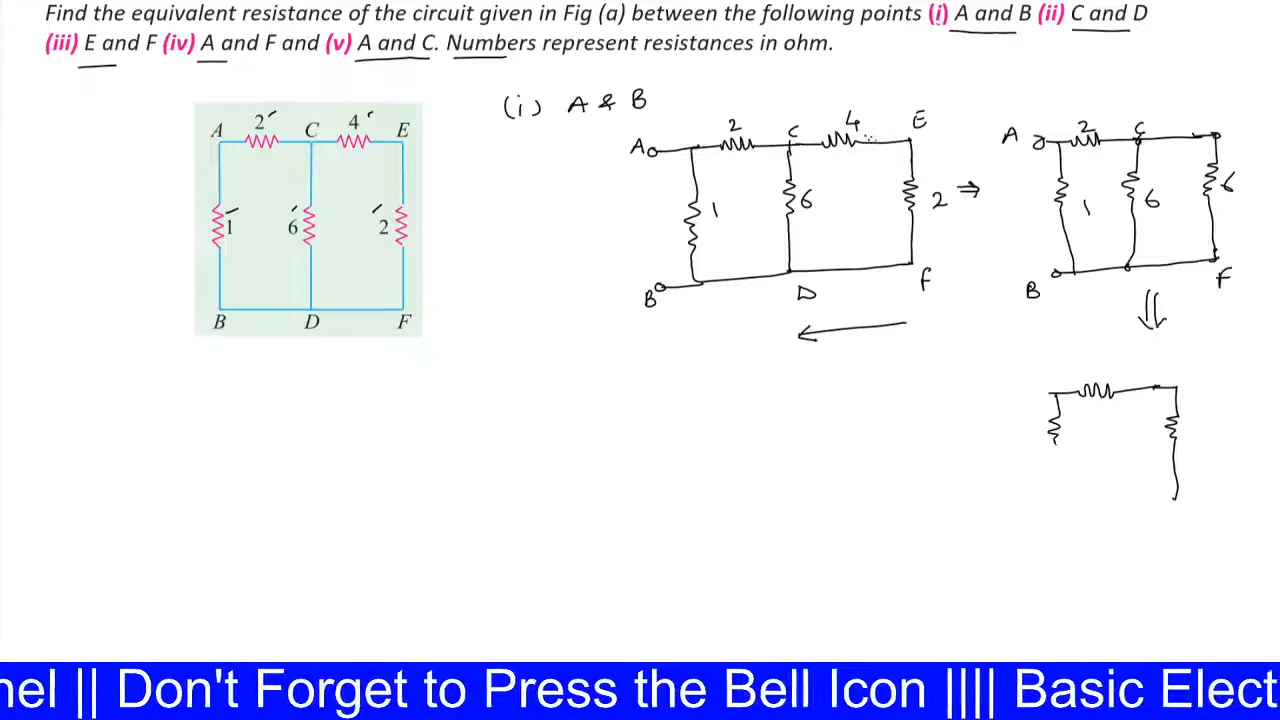 Find the equivalent resistance of the circuit given in Fig (a) between the following points (i) A and B (ii) C and D
(iii) E and F (iv) A and F and (v) A and C. Numbers represent resistances in ohm.
(i) A & B
A 2 C 4 E
1 6 2
B D F
A 2 C 4 E
1 6 2 ⇒
B D F
A 2 C
1 6 6
B F
nel || Don't Forget to Press the Bell Icon |||| Basic Elect